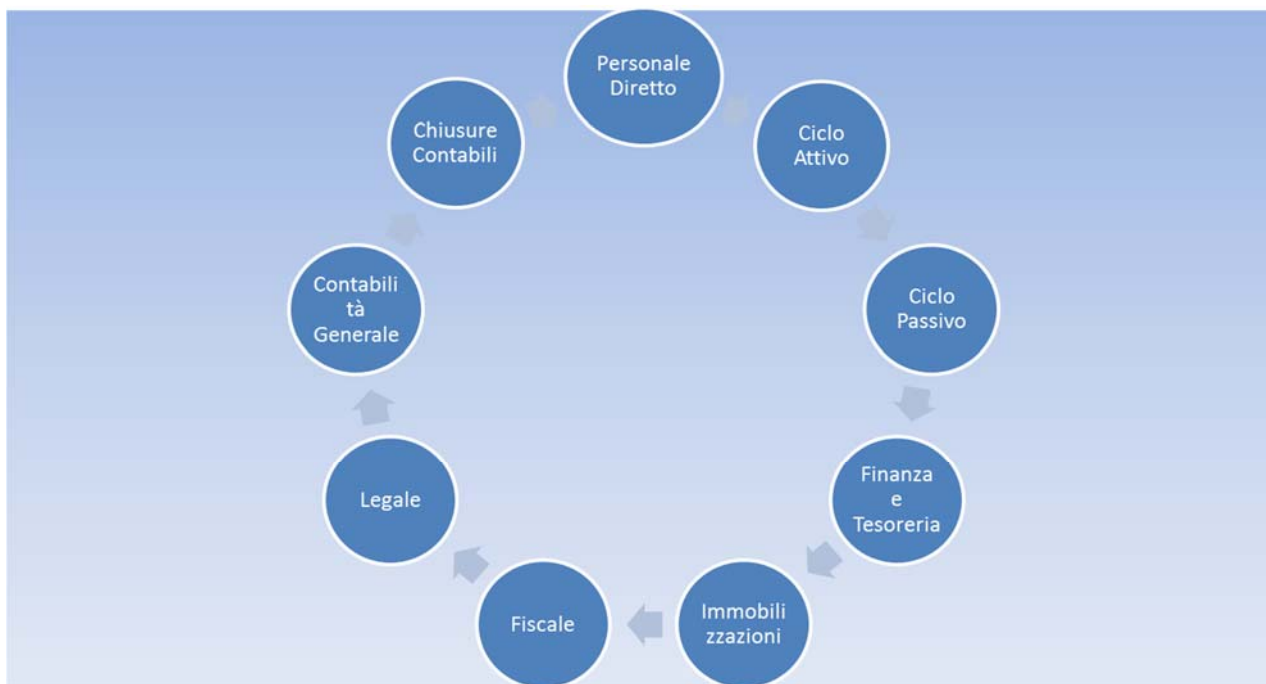 Personale
Diretto
Ciclo
Attivo
Ciclo
Passivo
Finanza
e
Tesoreria
Immobili
zzazioni
Fiscale
Legale
Contabili
tà
Generale
Chiusure
Contabili